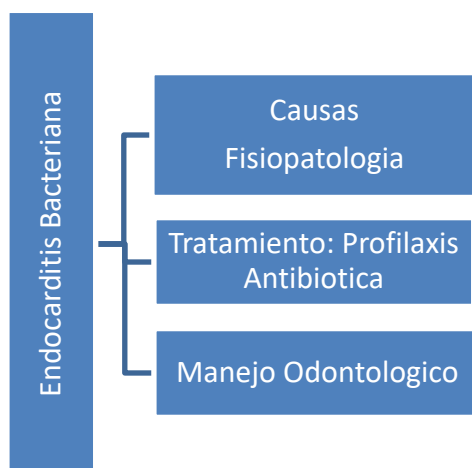 Endocarditis Bacteriana
Causas
Fisiopatologia
Tratamiento: Profilaxis
Antibiotica
Manejo Odontologico